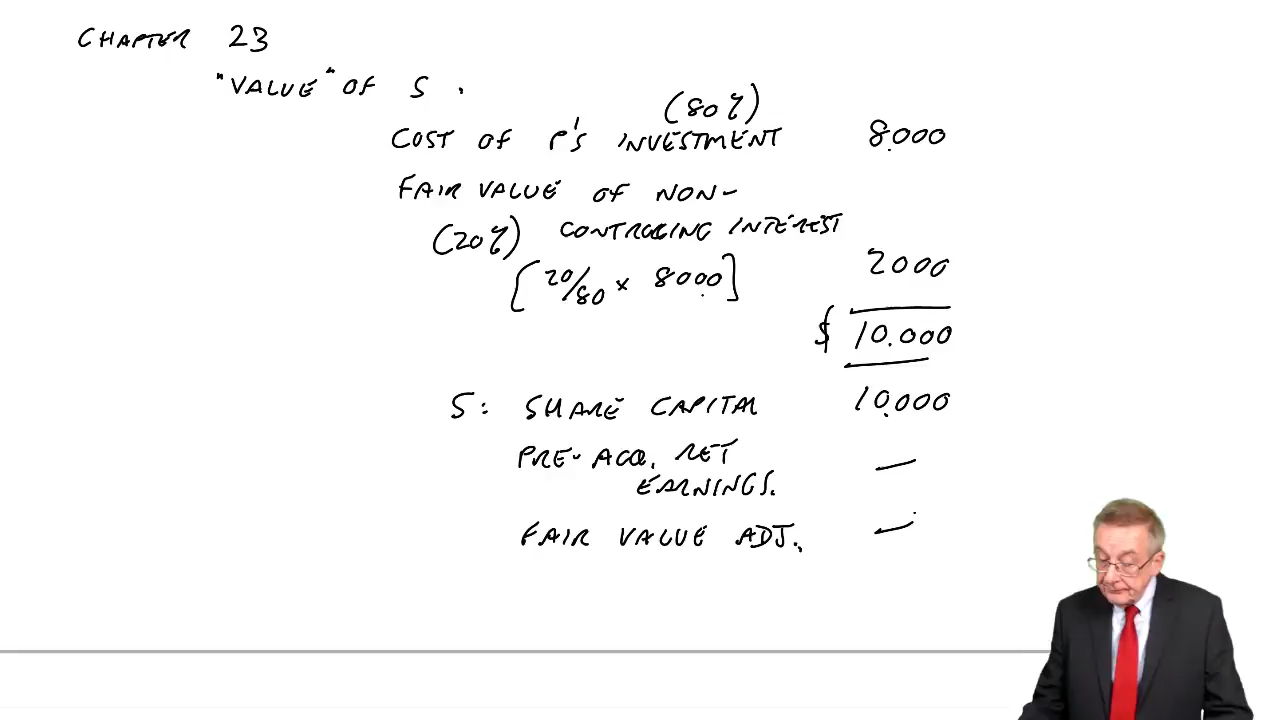 CHAPTER 23
"VALUE" OF S.
(80%)
COST OF P'S INVESTMENT 8.000
FAIR VALUE OF NON-
(20%) CONTROLLING INTEREST
[20/80 × 8000] 2000
$ 10.000
S: SHARE CAPITAL 10.000
PRE-ACQ. RET —
EARNINGS.
FAIR VALUE ADJ. —